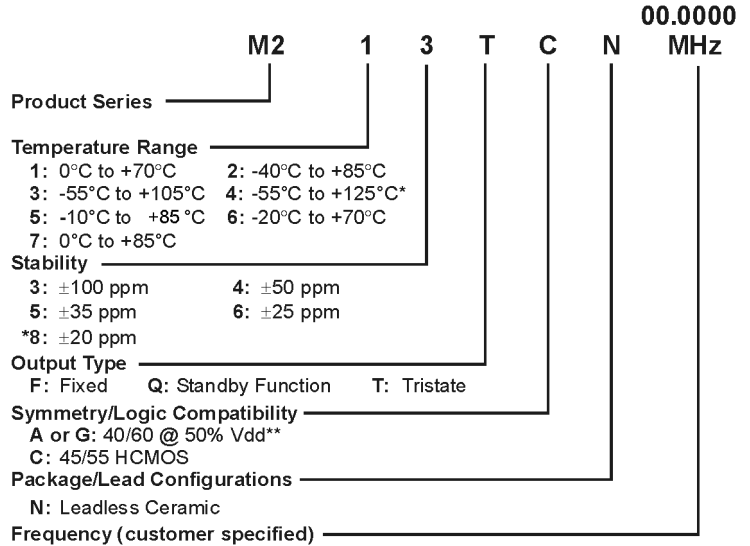 00.0000
M2 1 3 T C N MHz
Product Series
Temperature Range
1: 0°C to +70°C 2: -40°C to +85°C
3: -55°C to +105°C 4: -55°C to +125°C*
5: -10°C to +85°C 6: -20°C to +70°C
7: 0°C to +85°C
Stability
3: ±100 ppm 4: ±50 ppm
5: ±35 ppm 6: ±25 ppm
*8: ±20 ppm
Output Type
F: Fixed Q: Standby Function T: Tristate
Symmetry/Logic Compatibility
A or G: 40/60 @ 50% Vdd**
C: 45/55 HCMOS
Package/Lead Configurations
N: Leadless Ceramic
Frequency (customer specified)